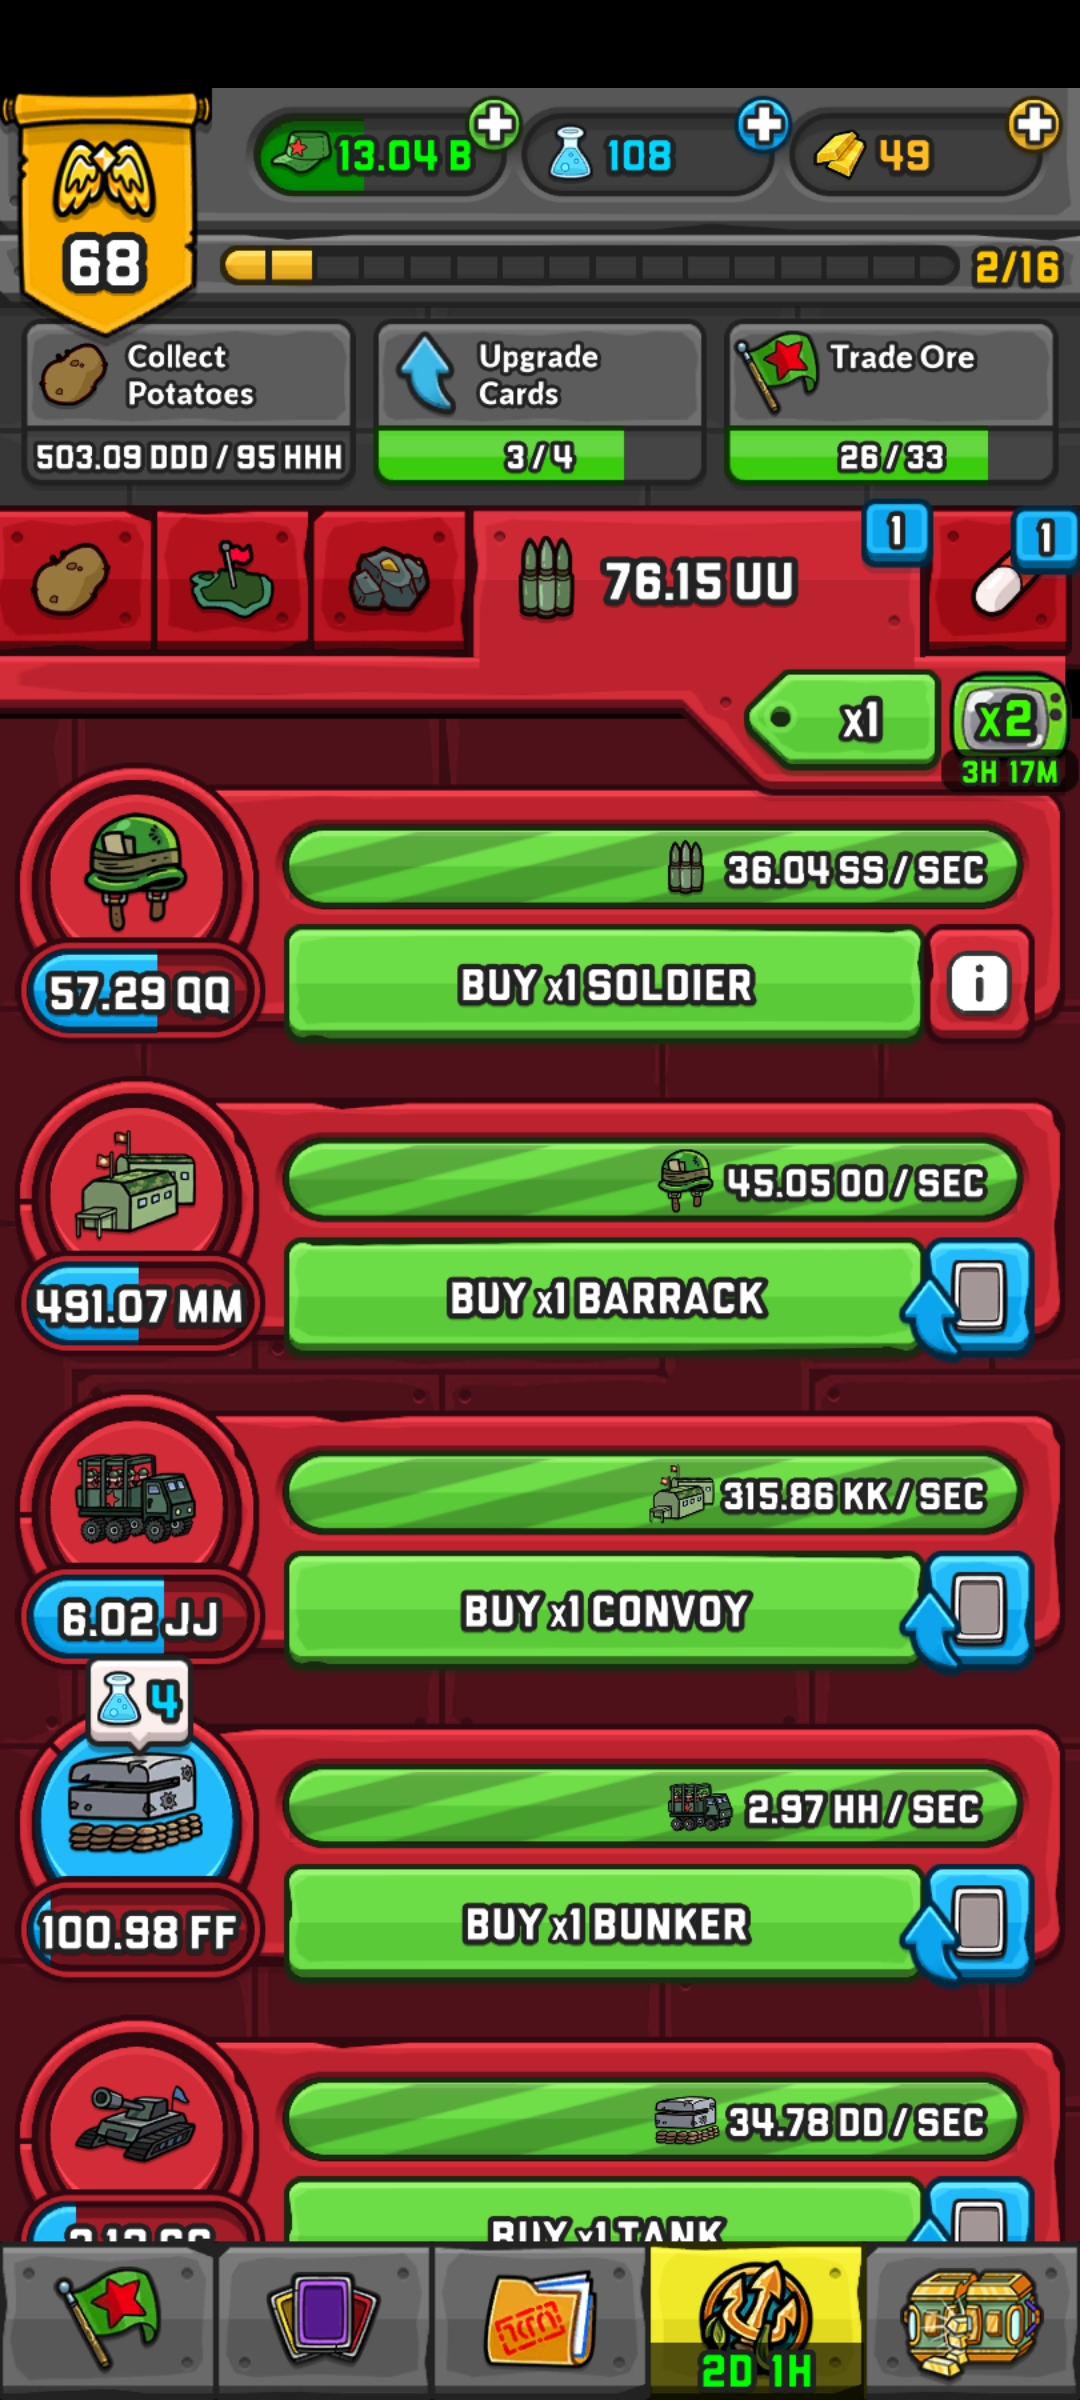 13.04 B
108
49
68
2/16
Collect
Potatoes
503.09 DDD / 95 HHH
Upgrade
Cards
3/4
Trade Ore
26/33
76.15 UU
1
1
x1
x2
3H 17M
36.04 SS / SEC
57.29 QQ
BUY x1 SOLDIER
i
45.05 OO / SEC
491.07 MM
BUY x1 BARRACK
315.86 KK / SEC
6.02 JJ
BUY x1 CONVOY
4
2.97 HH / SEC
100.98 FF
BUY x1 BUNKER
34.78 DD / SEC
BUY x1 TANK
2D 1H